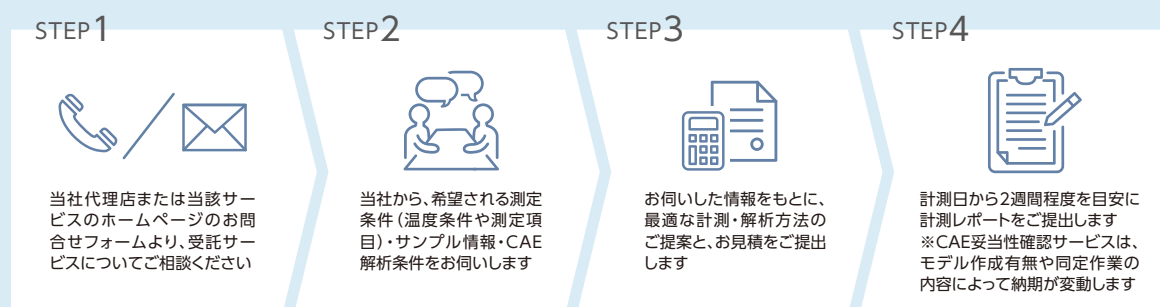 STEP1
当社代理店または当該サー
ビスのホームページのお問
合せフォームより、受託サー
ビスについてご相談ください
STEP2
当社から、希望される測定
条件(温度条件や測定項
目)・サンプル情報・CAE
解析条件をお伺いします
STEP3
お伺いした情報をもとに、
最適な計測・解析方法の
ご提案と、お見積をご提出
します
STEP4
計測日から2週間程度を目安に
計測レポートをご提出します
※CAE妥当性確認サービスは、
モデル作成有無や同定作業の
内容によって納期が変動します